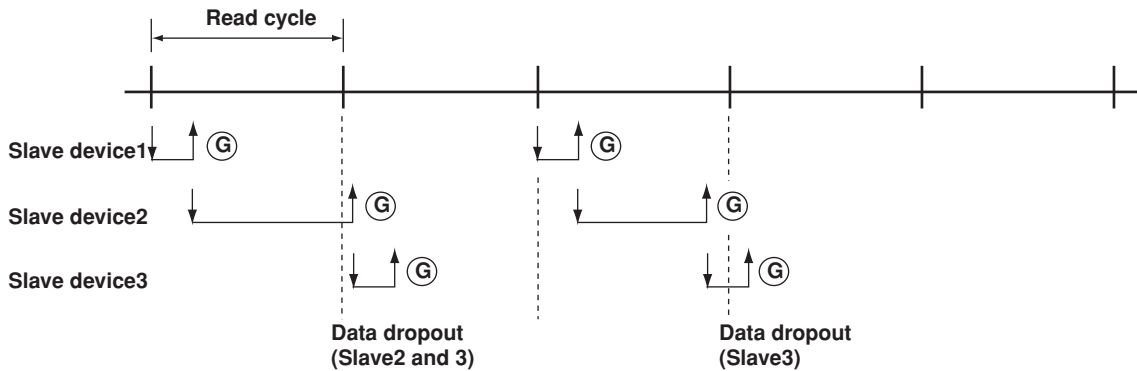 Read cycle
Slave device1
G
G
Slave device2
G
G
Slave device3
G
G
Data dropout
(Slave2 and 3)
Data dropout
(Slave3)